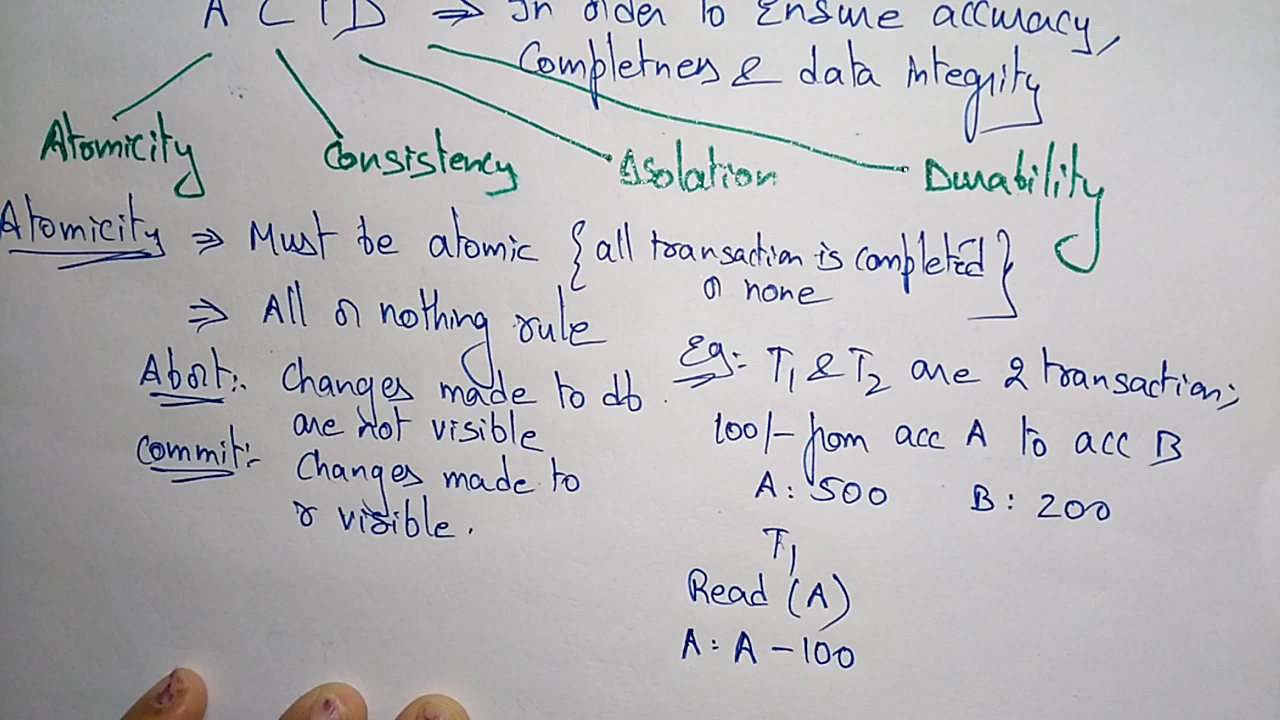 A C I D ⇒ In order to Ensure accuracy,
Completness & data integrity
Atomicity Consistency Isolation Durability
Atomicity ⇒ Must be atomic {all transaction is completed
or none}
⇒ All or nothing rule
Abort:- Changes made to db
are not visible
Commit:- Changes made to
r visible.
Eg:- T1 & T2 are 2 transaction;
100/- from acc A to acc B
A: 500 B: 200
T1
Read (A)
A: A - 100